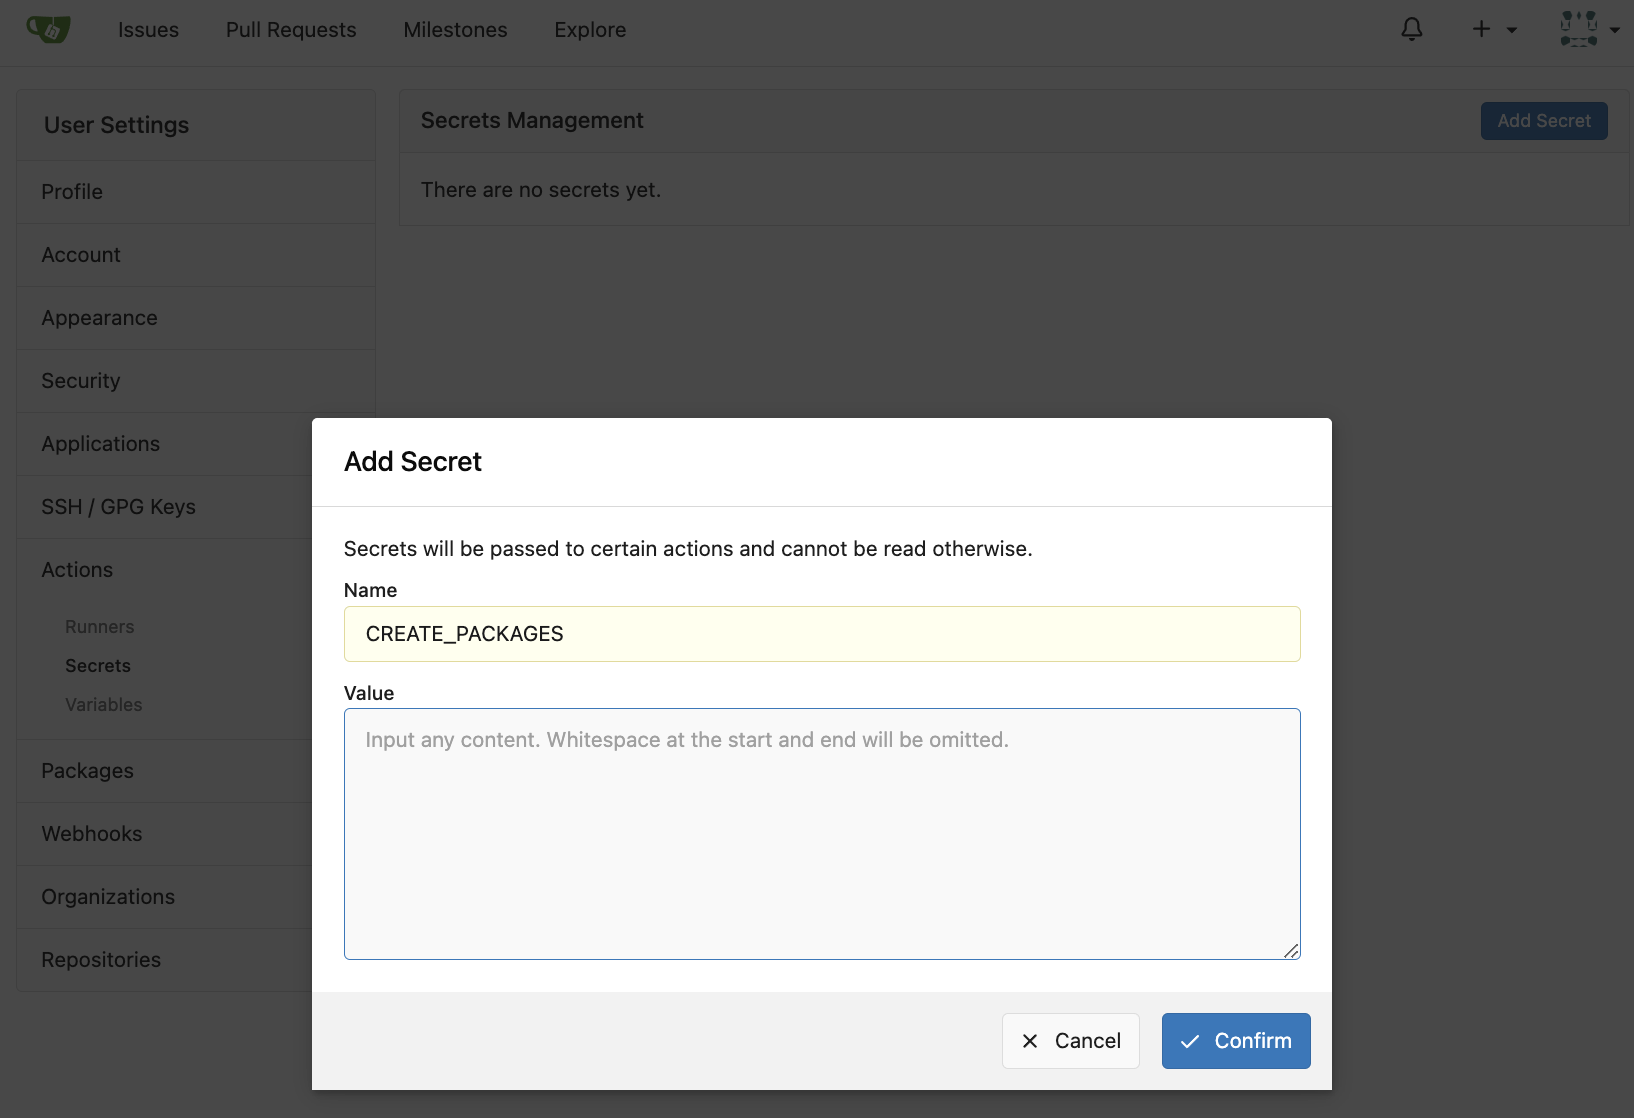 Issues Pull Requests Milestones Explore
User Settings
Profile
Account
Appearance
Security
Applications
SSH / GPG Keys
Actions
Runners
Secrets
Variables
Packages
Webhooks
Organizations
Repositories
Secrets Management
Add Secret
There are no secrets yet.
Add Secret
Secrets will be passed to certain actions and cannot be read otherwise.
Name
CREATE_PACKAGES
Value
Input any content. Whitespace at the start and end will be omitted.
Cancel
Confirm